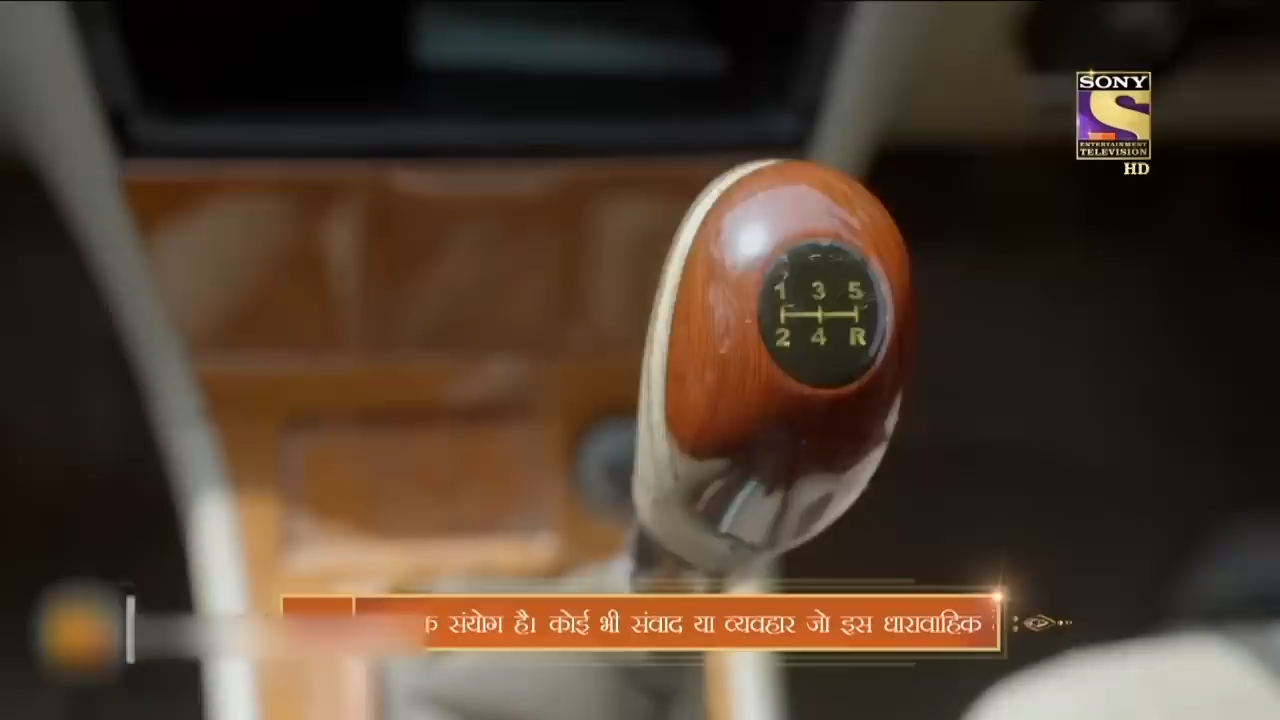 SONY
ENTERTAINMENT
TELEVISION
HD
1 3 5
2 4 R
संयोग है। कोई भी संवाद या व्यवहार जो इस धारावाहिक